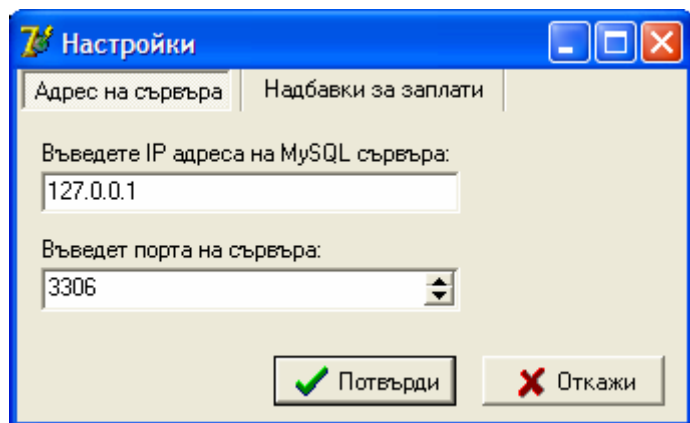 Настройки
Адрес на сървъра Надбавки за заплати
Въведете IP адреса на MySQL сървъра:
127.0.0.1
Въведет порта на сървъра:
3306
Потвърди Откажи